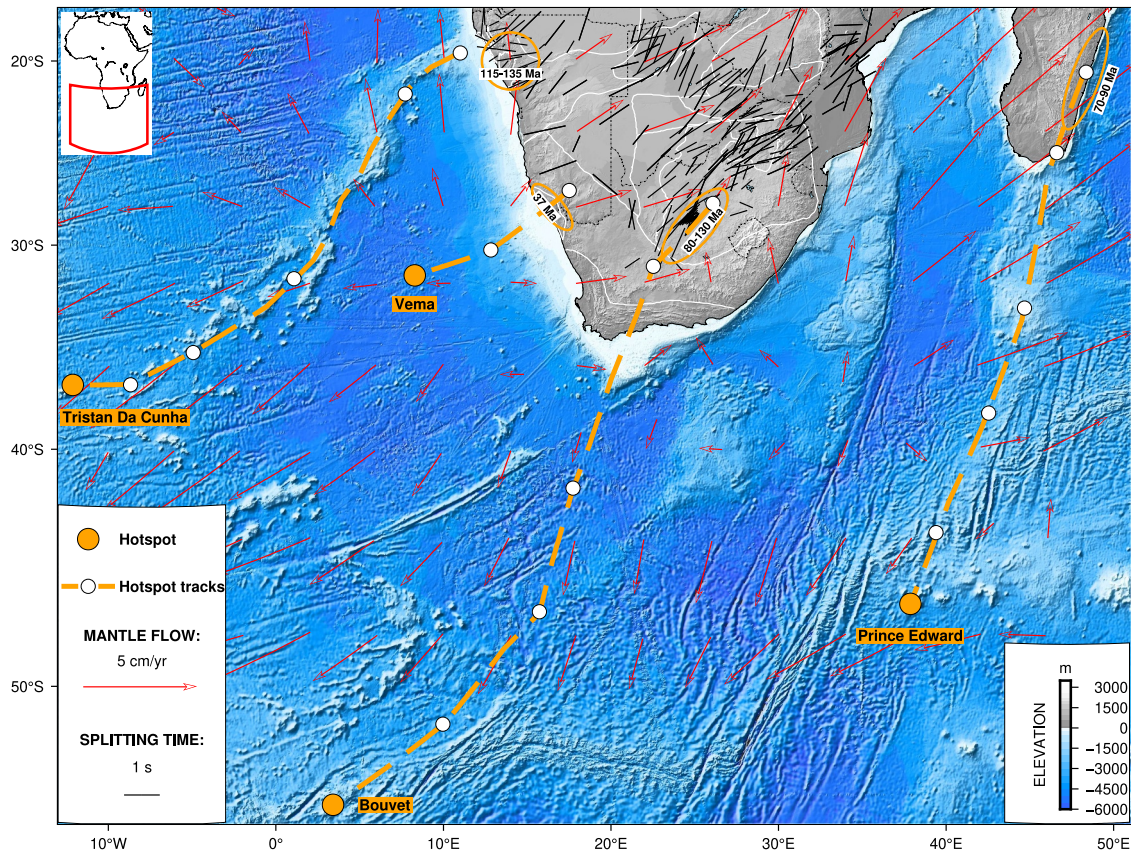 20°S
30°S
40°S
50°S
115-135 Ma
70-90 Ma
37 Ma
80-130 Ma
Vema
Tristan Da Cunha
Prince Edward
Bouvet
Hotspot
Hotspot tracks
MANTLE FLOW:
5 cm/yr
SPLITTING TIME:
1 s
m
ELEVATION
3000
1500
0
−1500
−3000
−4500
−6000
10°W
0°
10°E
20°E
30°E
40°E
50°E